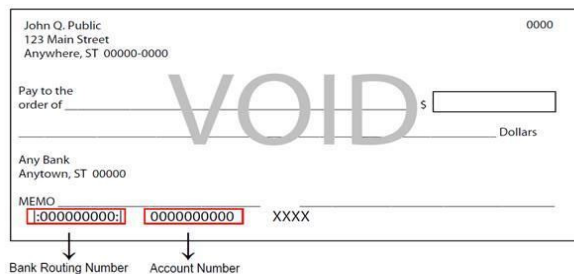 John Q. Public 0000
123 Main Street
Anywhere, ST 00000-0000
VOID
Pay to the
order of $
Dollars
Any Bank
Anytown, ST 00000
MEMO
|:000000000:| 0000000000 XXXX
Bank Routing Number Account Number